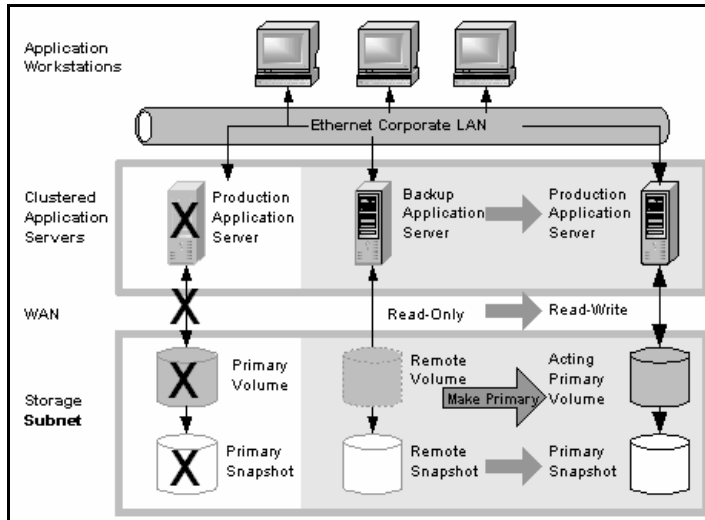 Application
Workstations
Ethernet Corporate LAN
Clustered
Application
Servers
Production
Application
Server
Backup
Application
Server
Production
Application
Server
X
WAN
X
Read-Only
Read-Write
Storage
Subnet
X
Primary
Volume
Remote
Volume
Make Primary
Acting
Primary
Volume
X
Primary
Snapshot
Remote
Snapshot
Primary
Snapshot